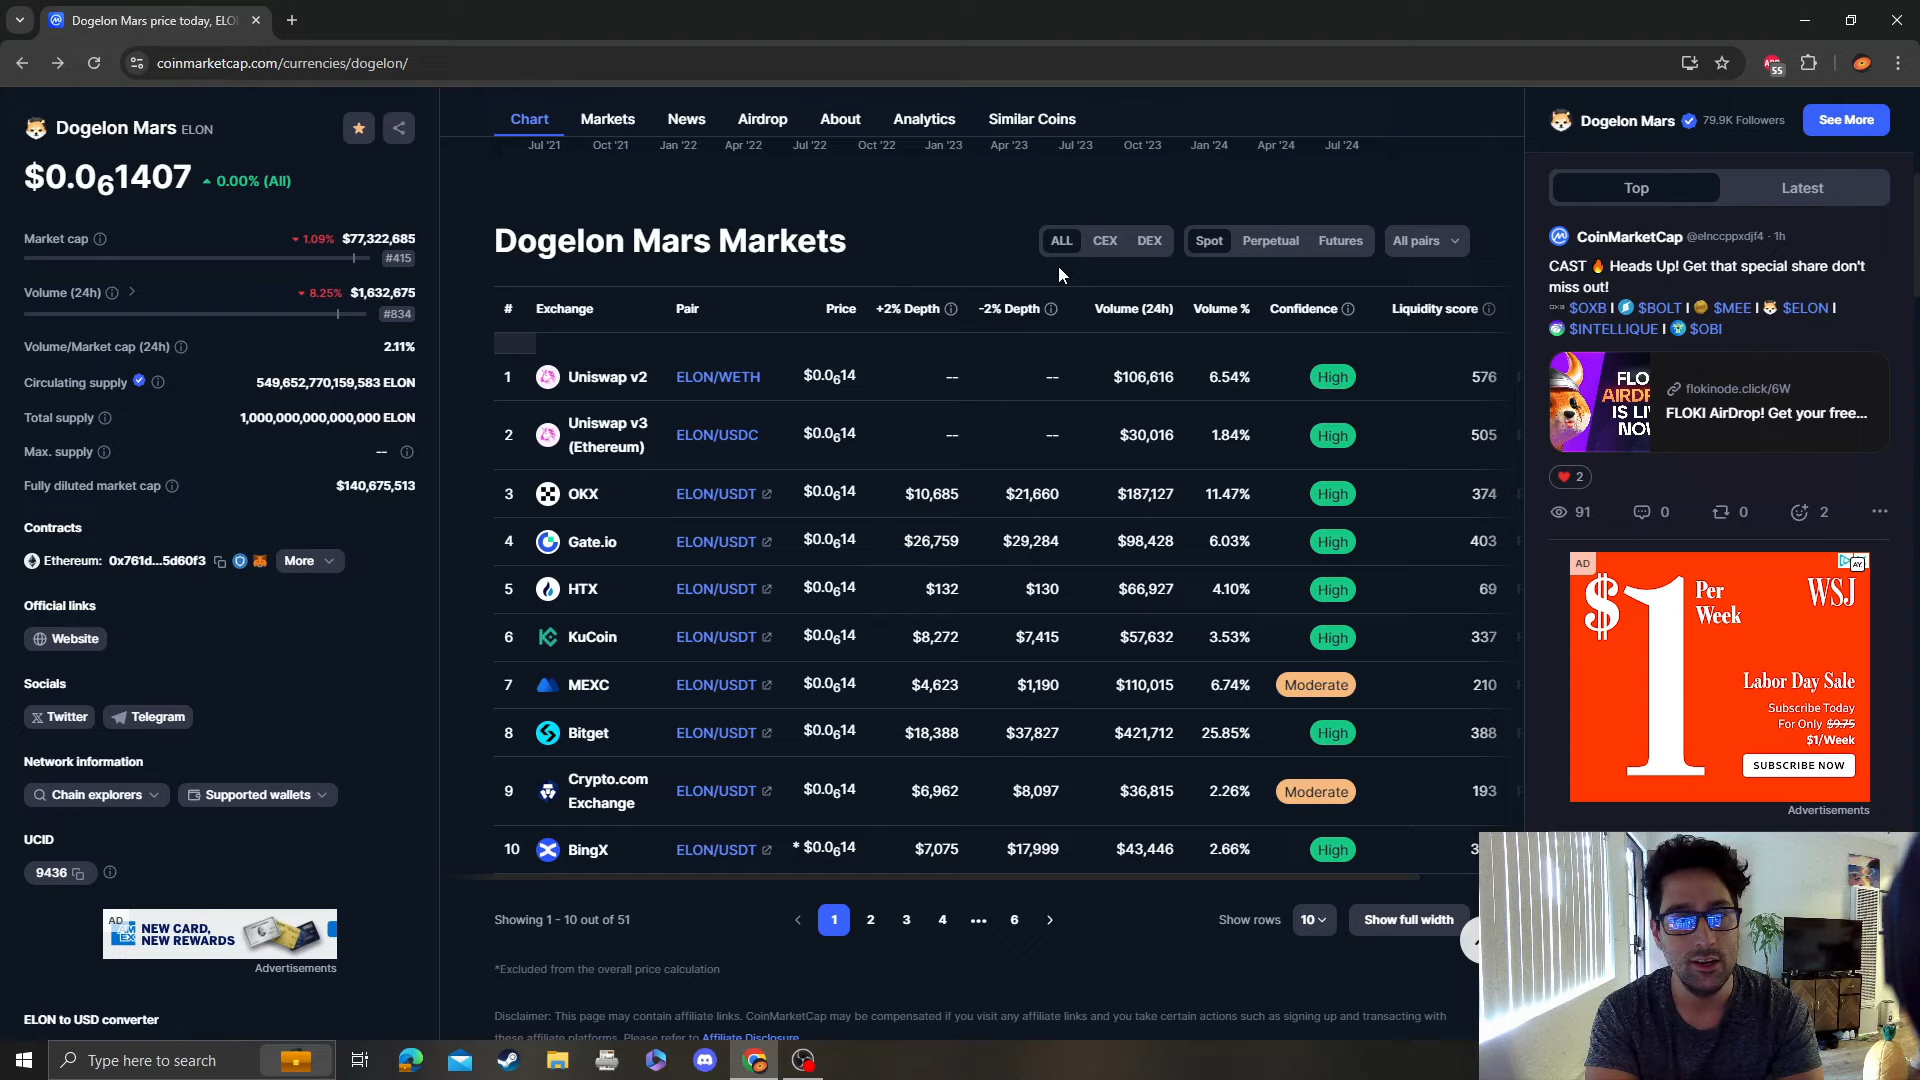 Dogelon Mars price today, ELO
coinmarketcap.com/currencies/dogelon/
55
Dogelon Mars ELON
$0.0₆1407 0.00% (All)
Market cap 1.09% $77,322,685
#415
Volume (24h) 8.25% $1,632,675
#834
Volume/Market cap (24h) 2.11%
Circulating supply 549,652,770,159,583 ELON
Total supply 1,000,000,000,000,000 ELON
Max. supply --
Fully diluted market cap $140,675,513
Contracts
Ethereum: 0x761d...5d60f3 More
Official links
Website
Socials
Twitter Telegram
Network information
Chain explorers Supported wallets
UCID
9436
AD
AMEX
NEW CARD,
NEW REWARDS
Advertisements
ELON to USD converter
Chart Markets News Airdrop About Analytics Similar Coins
Jul '21 Oct '21 Jan '22 Apr '22 Jul '22 Oct '22 Jan '23 Apr '23 Jul '23 Oct '23 Jan '24 Apr '24 Jul '24
Dogelon Mars Markets
ALL CEX DEX Spot Perpetual Futures All pairs
# Exchange Pair Price +2% Depth -2% Depth Volume (24h) Volume % Confidence Liquidity score
1 Uniswap v2 ELON/WETH $0.0₆14 -- -- $106,616 6.54% High 576
2 Uniswap v3 (Ethereum) ELON/USDC $0.0₆14 -- -- $30,016 1.84% High 505
3 OKX ELON/USDT $0.0₆14 $10,685 $21,660 $187,127 11.47% High 374
4 Gate.io ELON/USDT $0.0₆14 $26,759 $29,284 $98,428 6.03% High 403
5 HTX ELON/USDT $0.0₆14 $132 $130 $66,927 4.10% High 69
6 KuCoin ELON/USDT $0.0₆14 $8,272 $7,415 $57,632 3.53% High 337
7 MEXC ELON/USDT $0.0₆14 $4,623 $1,190 $110,015 6.74% Moderate 210
8 Bitget ELON/USDT $0.0₆14 $18,388 $37,827 $421,712 25.85% High 388
9 Crypto.com Exchange ELON/USDT $0.0₆14 $6,962 $8,097 $36,815 2.26% Moderate 193
10 BingX ELON/USDT * $0.0₆14 $7,075 $17,999 $43,446 2.66% High
Showing 1 - 10 out of 51 1 2 3 4 ••• 6 Show rows 10 Show full width
*Excluded from the overall price calculation
Disclaimer: This page may contain affiliate links. CoinMarketCap may be compensated if you visit any affiliate links and you take certain actions such as signing up and transacting with
these affiliate platforms. Please refer to Affiliate Disclosure
Dogelon Mars 79.9K Followers See More
Top Latest
CoinMarketCap @elnccppxdjf4 · 1h
CAST 🔥 Heads Up! Get that special share don't
miss out!
$OXB I $BOLT I $MEE I $ELON I
$INTELLIQUE I $OBI
FLO
AIRDR
IS LI
NOW
flokinode.click/6W
FLOKI AirDrop! Get your free...
2
91 0 0 2
AD
$1 Per
Week
WSJ
Labor Day Sale
Subscribe Today
For Only $9.75
$1/Week
SUBSCRIBE NOW
Advertisements
Type here to search